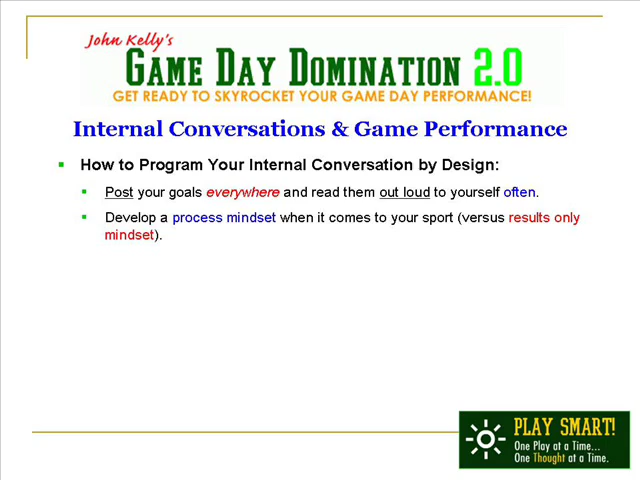 John Kelly's
GAME DAY DOMINATION 2.0
GET READY TO SKYROCKET YOUR GAME DAY PERFORMANCE!
Internal Conversations & Game Performance
How to Program Your Internal Conversation by Design:
Post your goals everywhere and read them out loud to yourself often.
Develop a process mindset when it comes to your sport (versus results only
mindset).
PLAY SMART!
One Play at a Time...
One Thought at a Time.